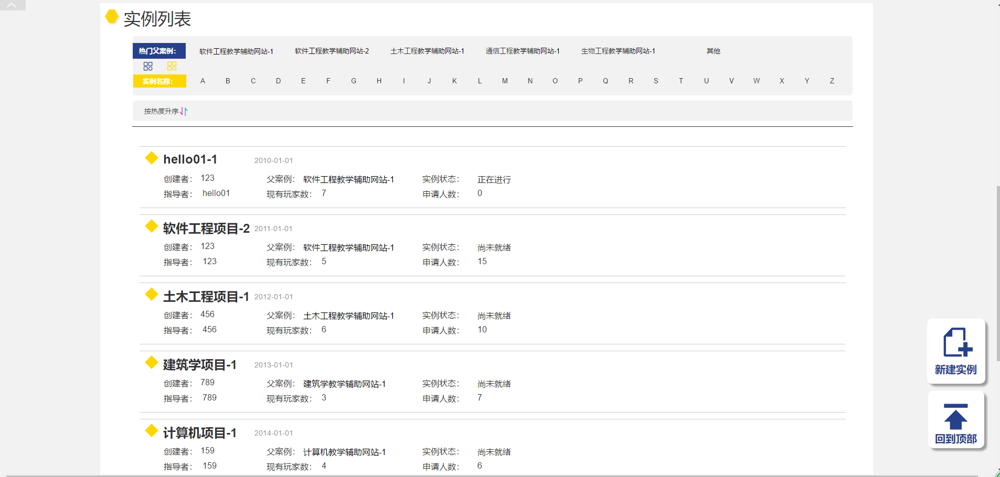 实例列表
热门父案例： 软件工程教学辅助网站-1 软件工程教学辅助网站-2 土木工程教学辅助网站-1 通信工程教学辅助网站-1 生物工程教学辅助网站-1 其他
实例名称： A B C D E F G H I J K L M N O P Q R S T U V W X Y Z
按热度升序
hello01-1 2010-01-01
创建者： 123 父案例： 软件工程教学辅助网站-1 实例状态： 正在进行
指导者： hello01 现有玩家数： 7 申请人数： 0
软件工程项目-2 2011-01-01
创建者： 123 父案例： 软件工程教学辅助网站-1 实例状态： 尚未就绪
指导者： 123 现有玩家数： 5 申请人数： 15
土木工程项目-1 2012-01-01
创建者： 456 父案例： 土木工程教学辅助网站-1 实例状态： 尚未就绪
指导者： 456 现有玩家数： 6 申请人数： 10
建筑学项目-1 2013-01-01
创建者： 789 父案例： 建筑学教学辅助网站-1 实例状态： 尚未就绪
指导者： 789 现有玩家数： 3 申请人数： 7
计算机项目-1 2014-01-01
创建者： 159 父案例： 计算机教学辅助网站-1 实例状态： 尚未就绪
指导者： 159 现有玩家数： 4 申请人数： 6
新建实例
回到顶部